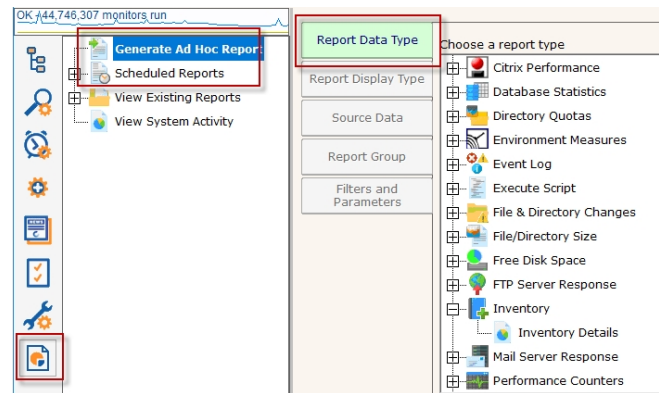 OK 44,746,307 monitors run
Generate Ad Hoc Report
Scheduled Reports
View Existing Reports
View System Activity
Report Data Type
Report Display Type
Source Data
Report Group
Filters and
Parameters
Choose a report type
Citrix Performance
Database Statistics
Directory Quotas
Environment Measures
Event Log
Execute Script
File & Directory Changes
File/Directory Size
Free Disk Space
FTP Server Response
Inventory
Inventory Details
Mail Server Response
Performance Counters
NEWS